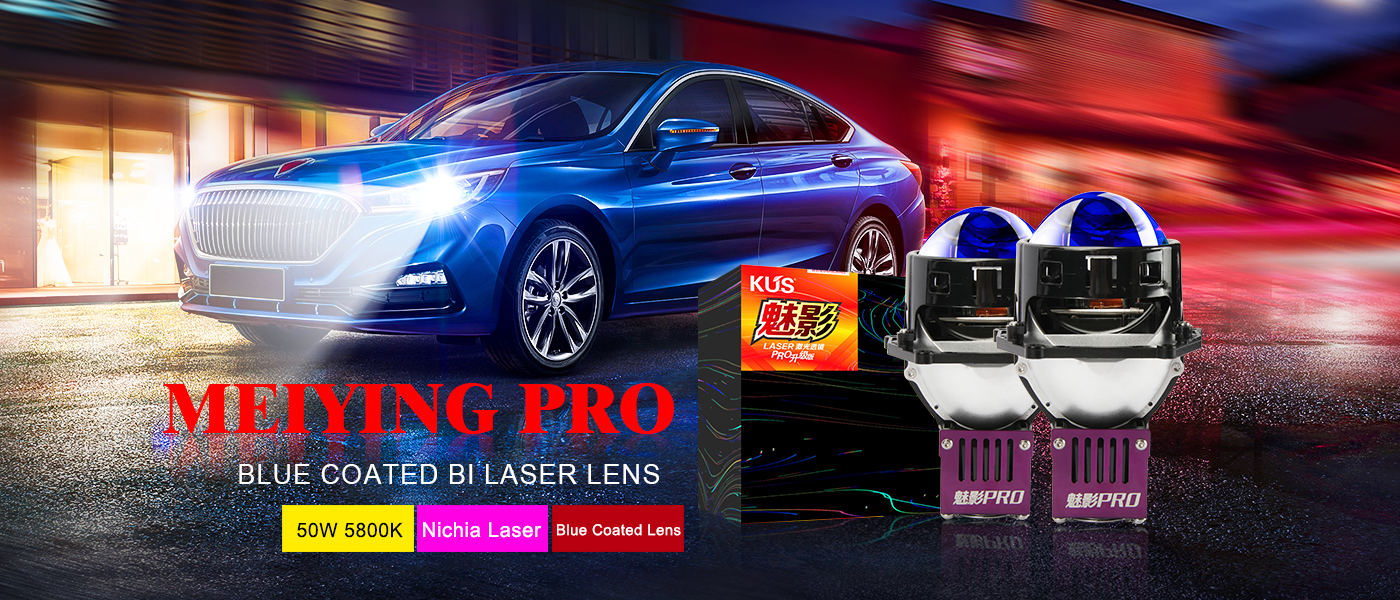 KUS
魅影
LASER 激光透镜
PRO升级版
MEIYING PRO
BLUE COATED BI LASER LENS
50W 5800K
Nichia Laser
Blue Coated Lens
魅影PRO
魅影PRO